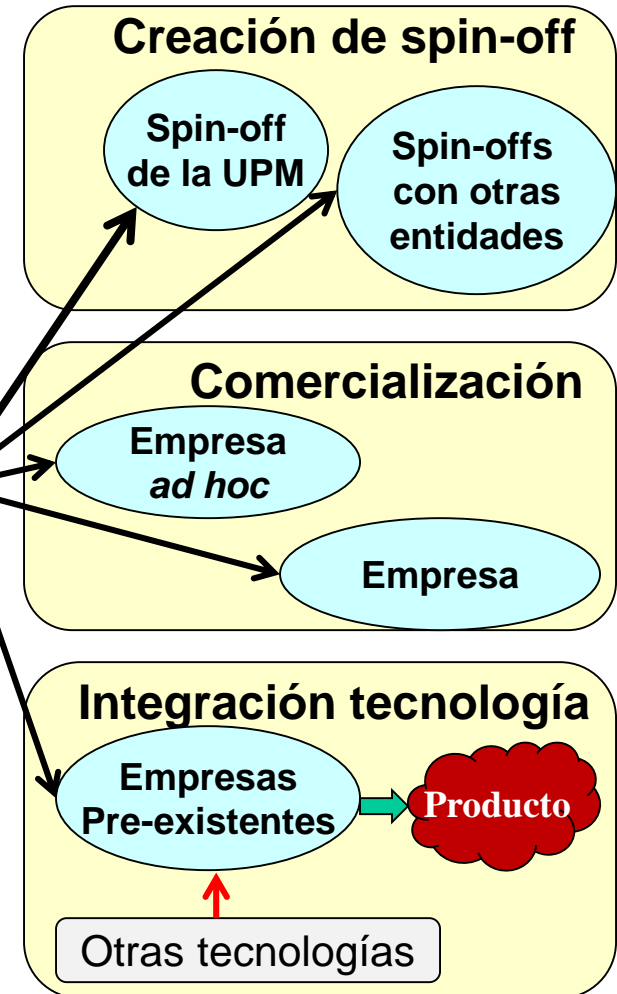 Creación de spin-off
Spin-off
de la UPM
Spin-offs
con otras
entidades
Comercialización
Empresa
ad hoc
Empresa
Integración tecnología
Empresas
Pre-existentes
Producto
Otras tecnologías